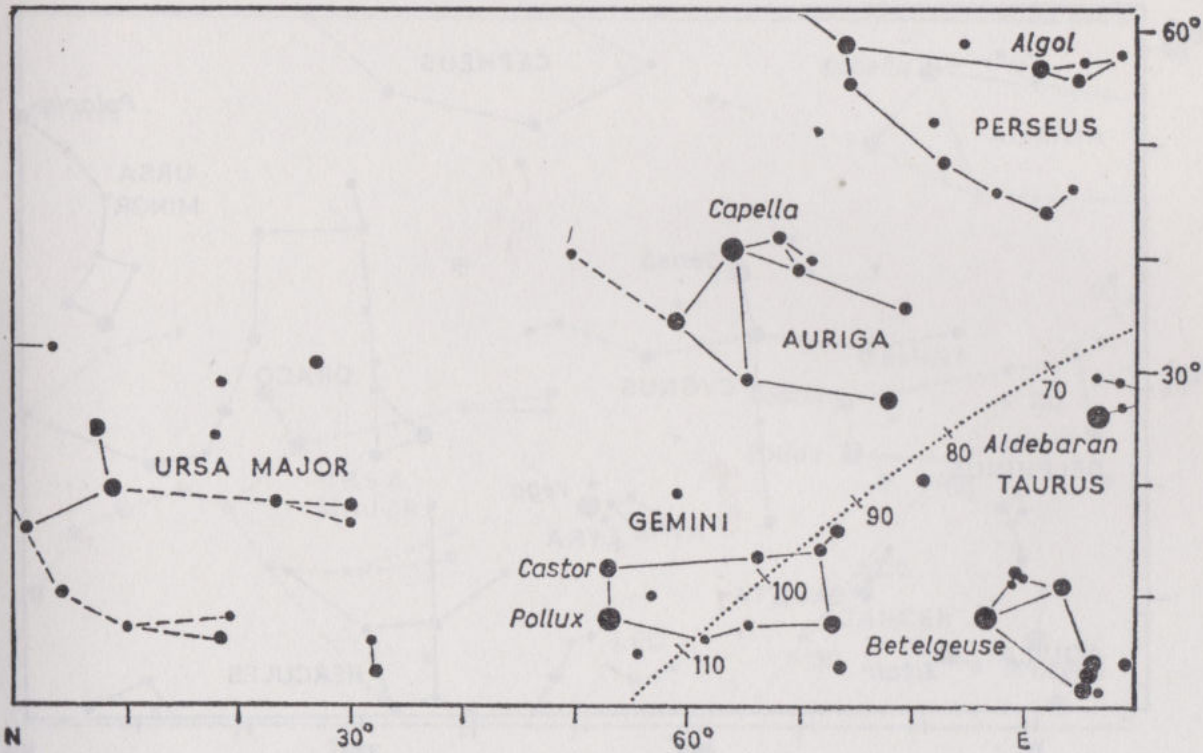 60°
Algol
PERSEUS
Capella
AURIGA
30°
70
Aldebaran
TAURUS
80
URSA MAJOR
GEMINI
90
Castor
100
Pollux
Betelgeuse
110
N
30°
60°
E